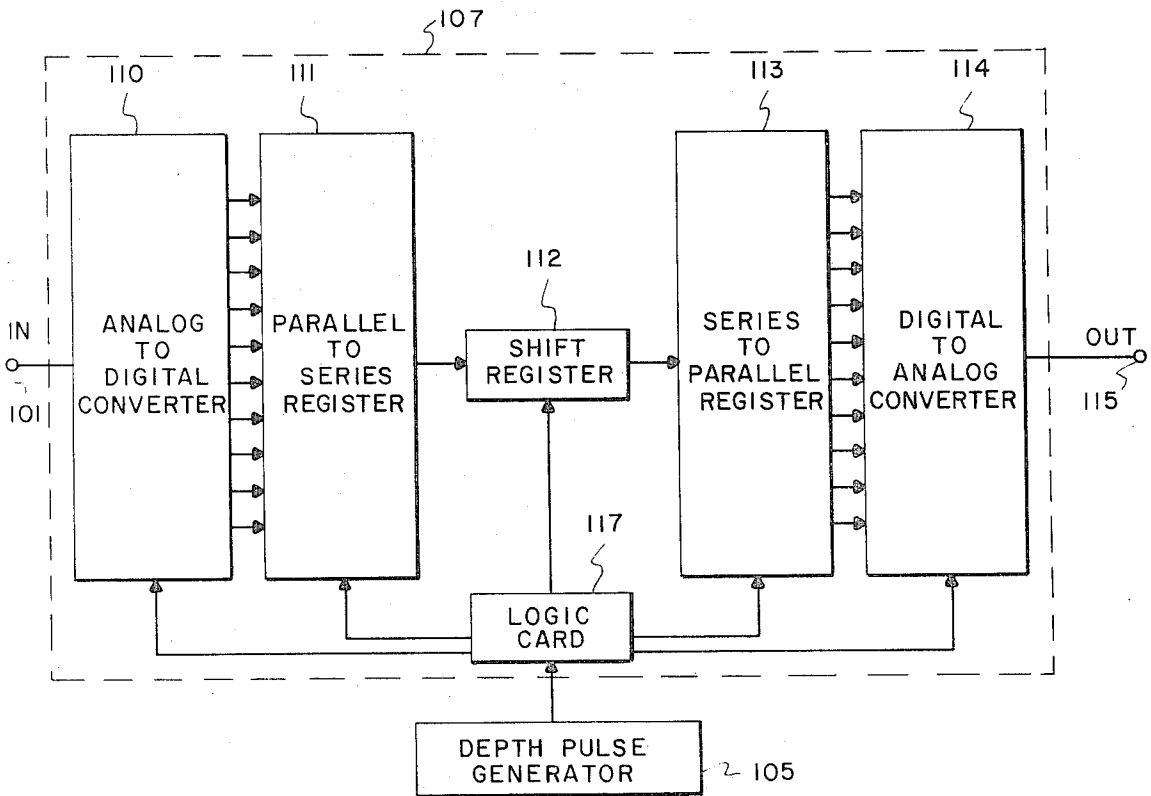 107
110
111
113
114
ANALOG
TO
DIGITAL
CONVERTER
PARALLEL
TO
SERIES
REGISTER
112
SHIFT
REGISTER
SERIES
TO
PARALLEL
REGISTER
DIGITAL
TO
ANALOG
CONVERTER
IN
101
OUT
115
117
LOGIC
CARD
DEPTH PULSE
GENERATOR
105